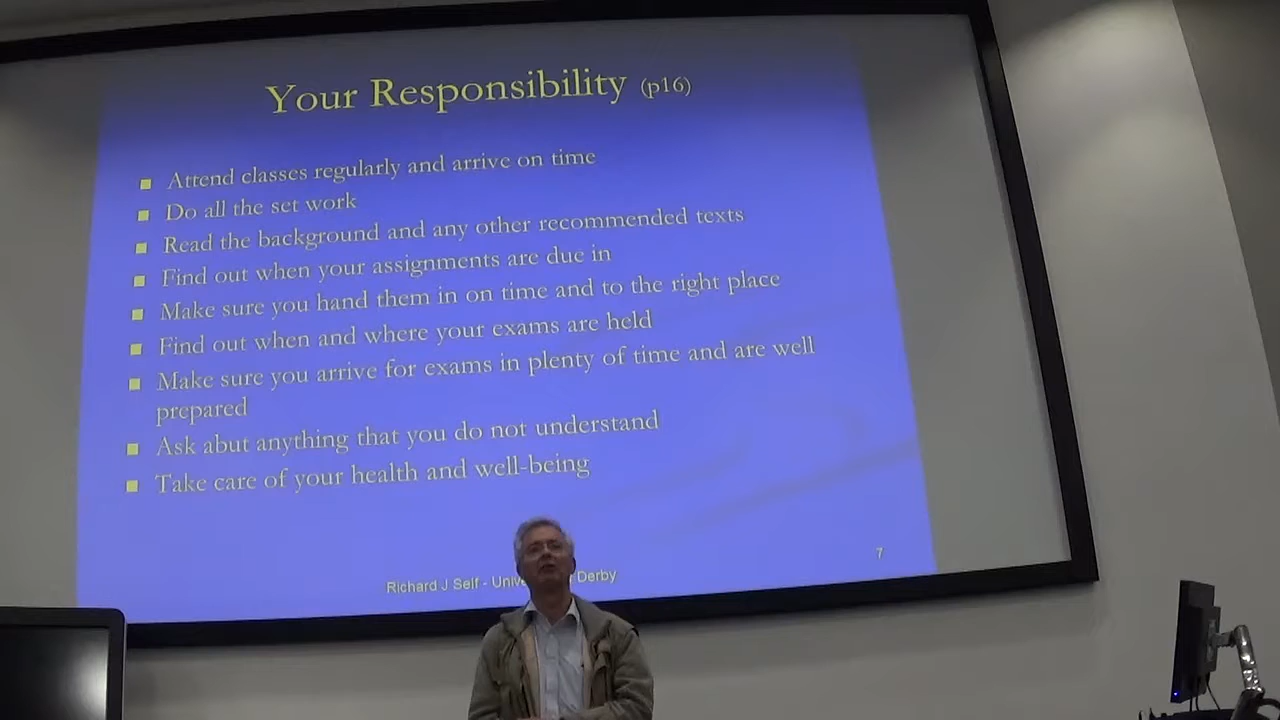 Your Responsibility (p16)
Attend classes regularly and arrive on time
Do all the set work
Read the background and any other recommended texts
Find out when your assignments are due in
Make sure you hand them in on time and to the right place
Find out when and where your exams are held
Make sure you arrive for exams in plenty of time and are well
prepared
Ask abut anything that you do not understand
Take care of your health and well-being
7
Richard J Self - Derby